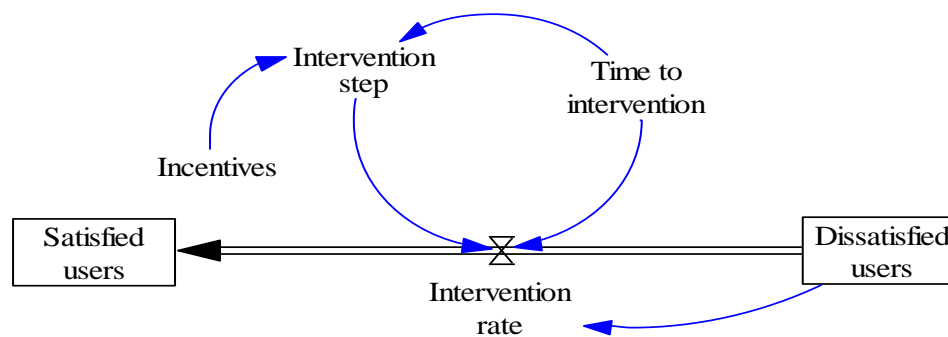 Intervention
step
Time to
intervention
Incentives
Satisfied
users
Dissatisfied
users
Intervention
rate